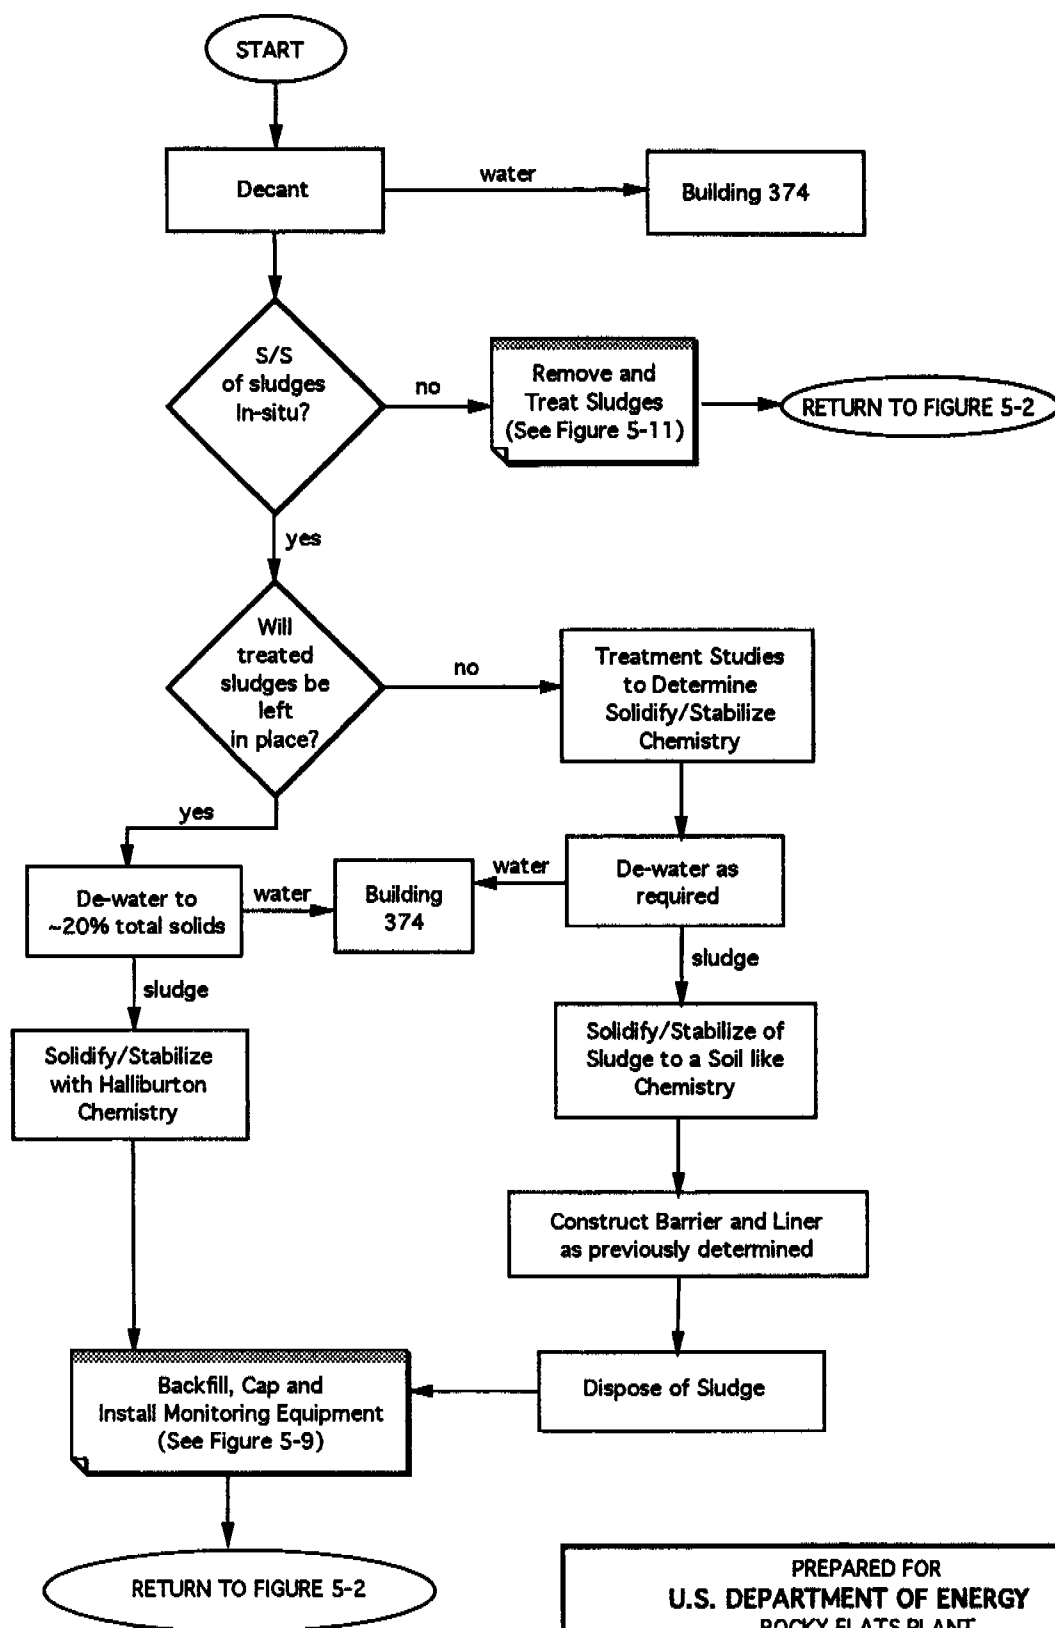 START
Decant
water
Building 374
S/S
of sludges
In-situ?
no
Remove and
Treat Sludges
(See Figure 5-11)
RETURN TO FIGURE 5-2
yes
Will
treated
sludges be
left
in place?
no
Treatment Studies
to Determine
Solidify/Stabilize
Chemistry
yes
De-water to
~20% total solids
water
Building
374
water
De-water as
required
sludge
sludge
Solidify/Stabilize
with Halliburton
Chemistry
Solidify/Stabilize of
Sludge to a Soil like
Chemistry
Construct Barrier and Liner
as previously determined
Dispose of Sludge
Backfill, Cap and
Install Monitoring Equipment
(See Figure 5-9)
RETURN TO FIGURE 5-2
PREPARED FOR
U.S. DEPARTMENT OF ENERGY
ROCKY FLATS PLANT